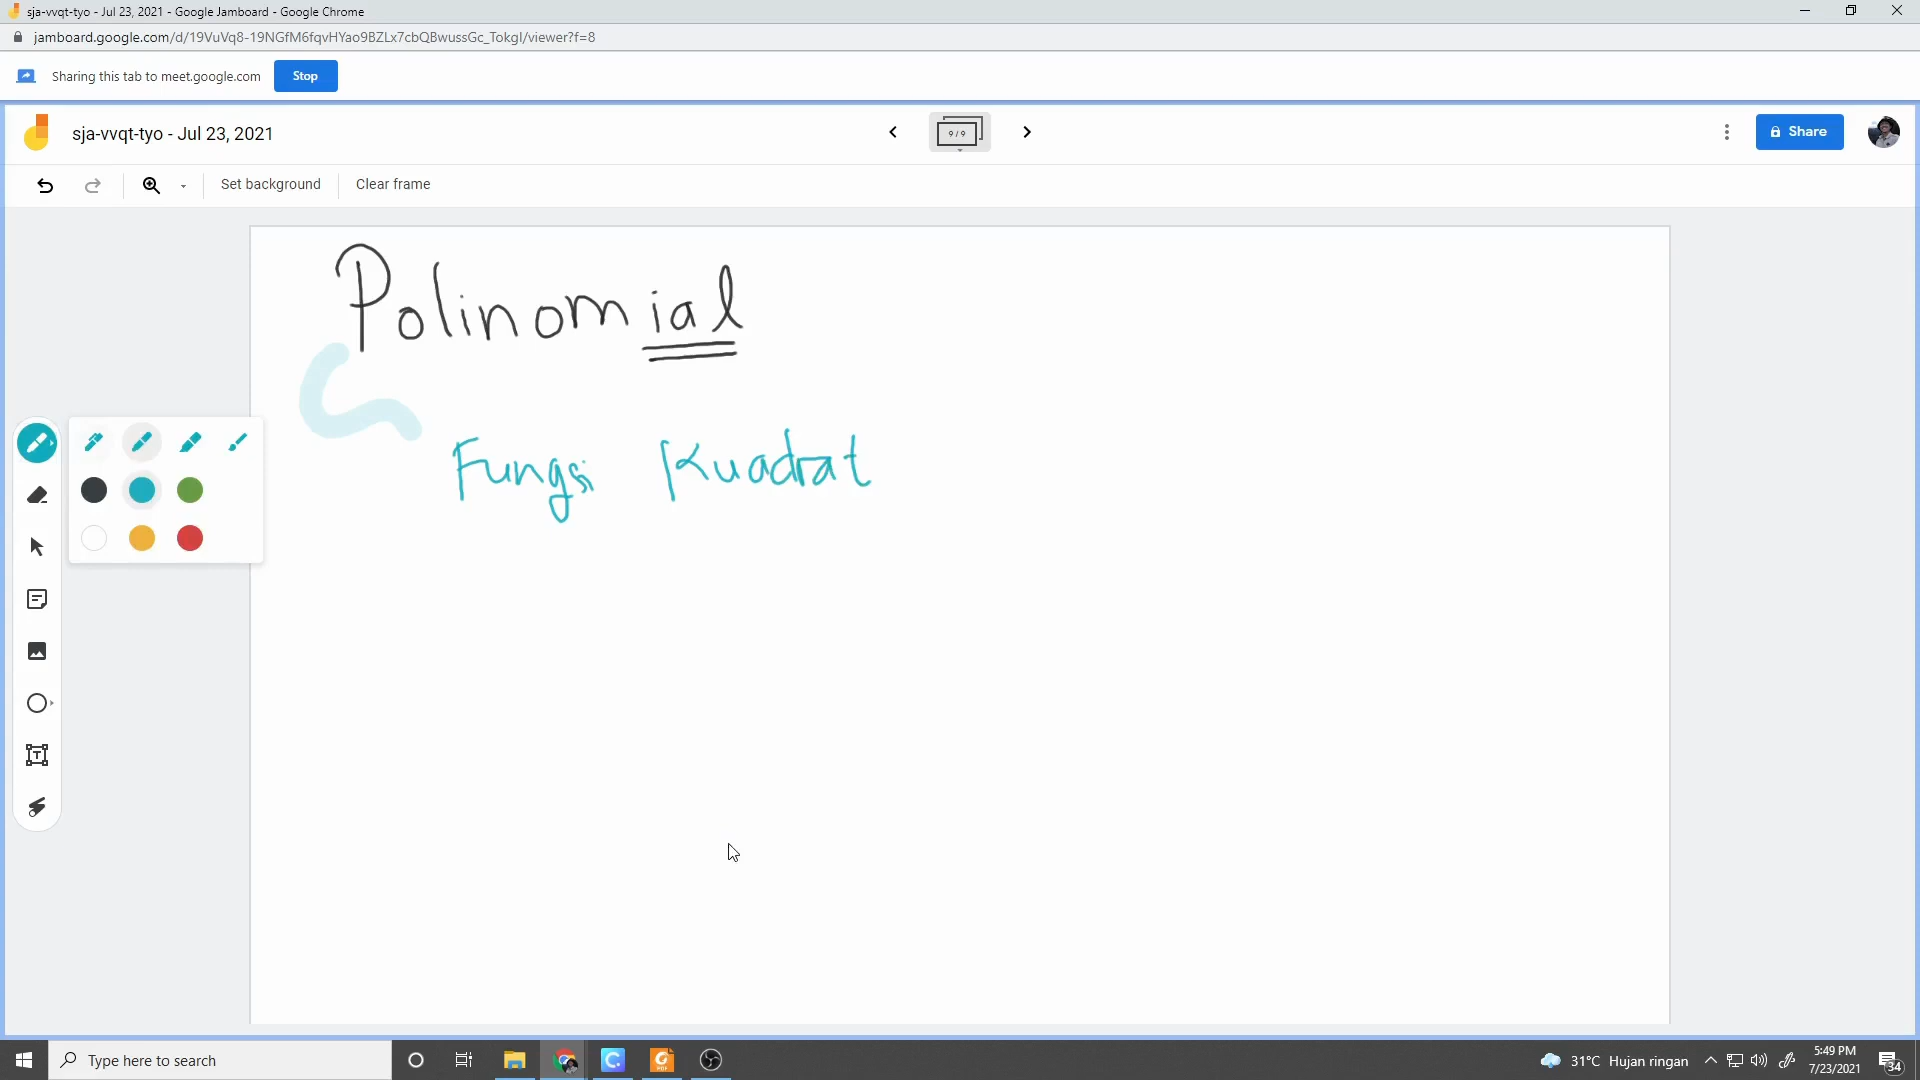 sja-vvqt-tyo - Jul 23, 2021 - Google Jamboard - Google Chrome
jamboard.google.com/d/19VuVq8-19NGfM6fqvHYao9BZLx7cbQBwussGc_TokgI/viewer?f=8
Sharing this tab to meet.google.com Stop
sja-vvqt-tyo - Jul 23, 2021 9/9 Share
Set background Clear frame
Polinomial
Fungsi Kuadrat
Type here to search 31°C Hujan ringan 5:49 PM
7/23/2021 34